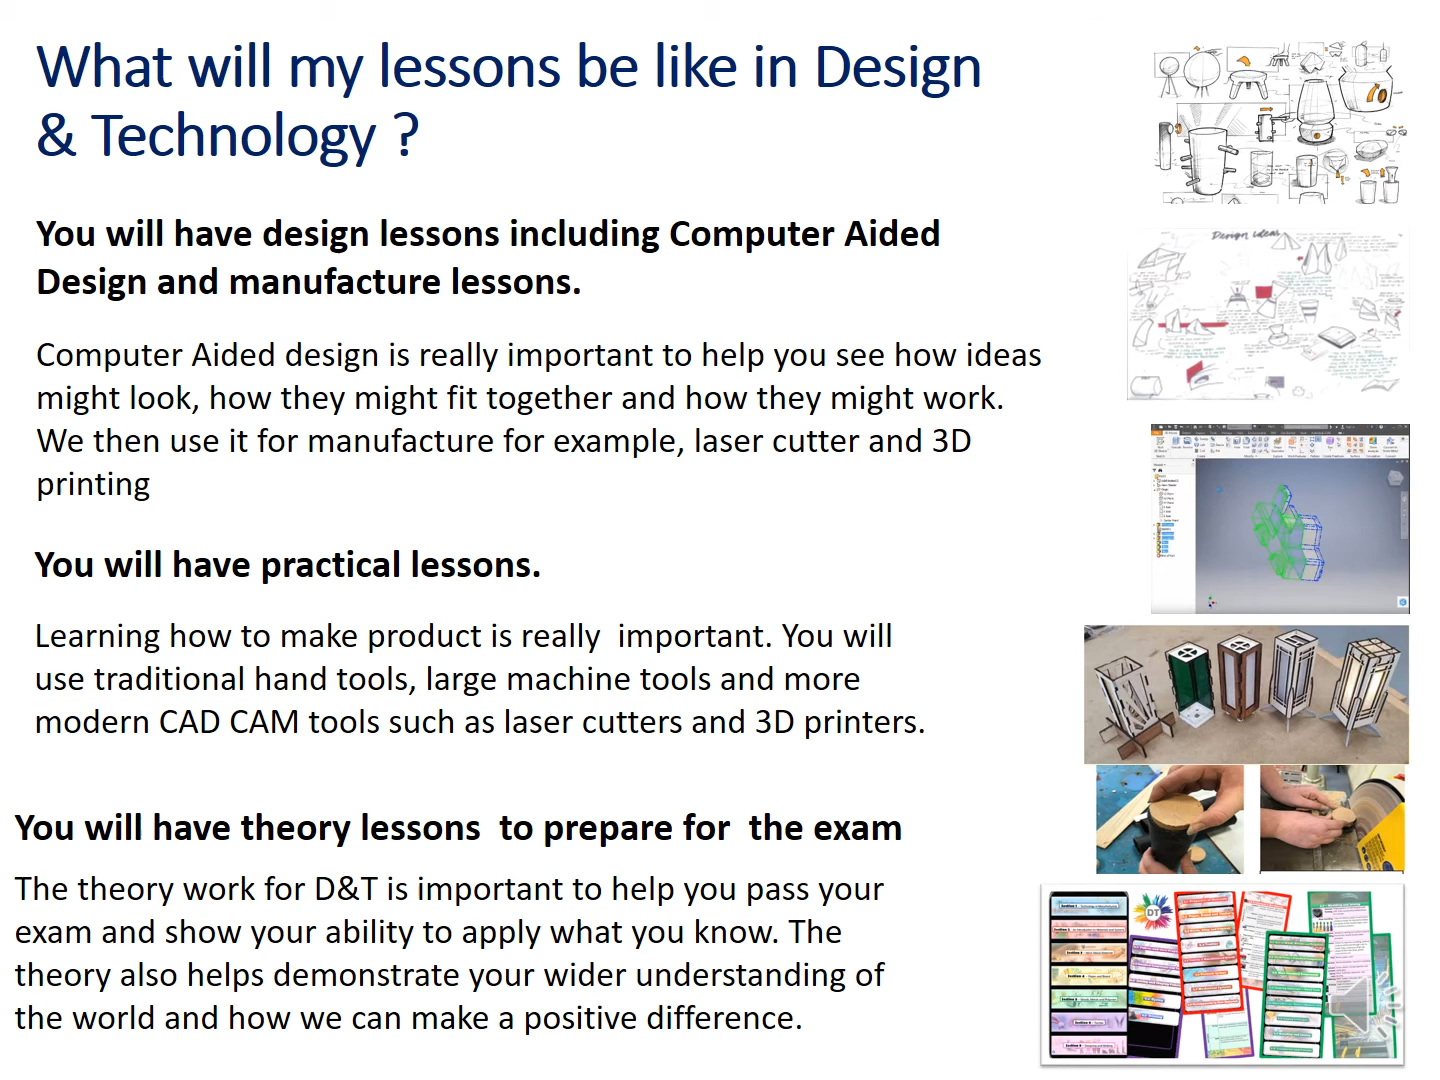 What will my lessons be like in Design
& Technology ?
You will have design lessons including Computer Aided
Design and manufacture lessons.
Computer Aided design is really important to help you see how ideas
might look, how they might fit together and how they might work.
We then use it for manufacture for example, laser cutter and 3D
printing
You will have practical lessons.
Learning how to make product is really  important. You will
use traditional hand tools, large machine tools and more
modern CAD CAM tools such as laser cutters and 3D printers.
You will have theory lessons  to prepare for  the exam
The theory work for D&T is important to help you pass your
exam and show your ability to apply what you know. The
theory also helps demonstrate your wider understanding of
the world and how we can make a positive difference.
Design ideas
DT